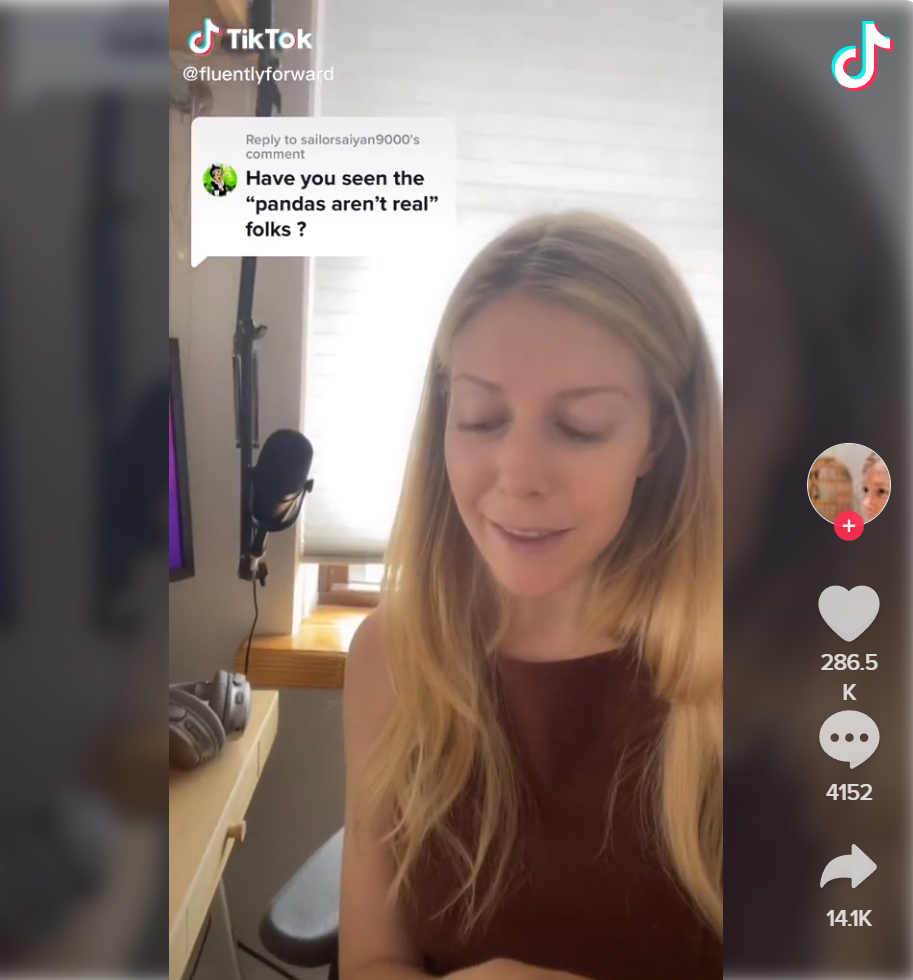 TikTok
@fluentlyforward
Reply to sailorsaiyan9000's
comment
Have you seen the
“pandas aren’t real”
folks ?
286.5
K
4152
14.1K